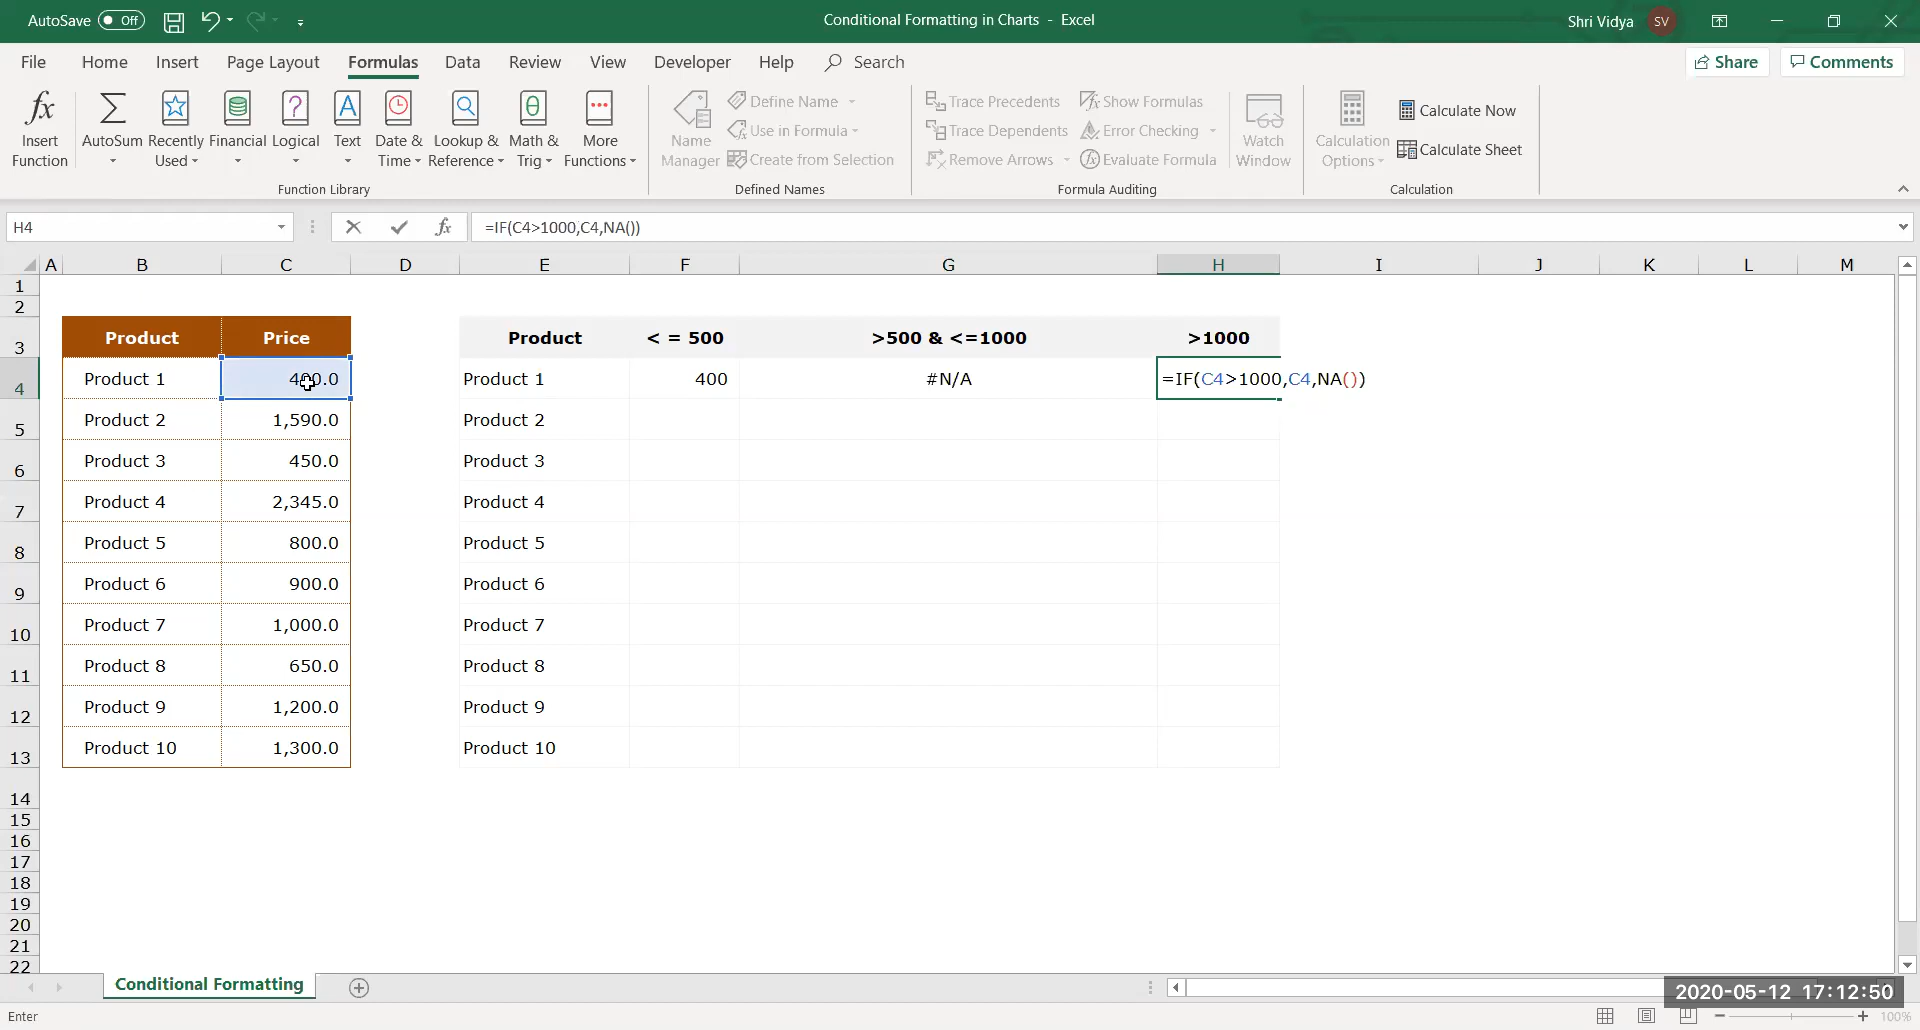 AutoSave Off
Conditional Formatting in Charts - Excel
Shri Vidya SV
File Home Insert Page Layout Formulas Data Review View Developer Help Search
Share Comments
Insert Function
AutoSum
Recently Used
Financial
Logical
Text
Date & Time
Lookup & Reference
Math & Trig
More Functions
Function Library
Name Manager
Define Name
Use in Formula
Create from Selection
Defined Names
Trace Precedents
Trace Dependents
Remove Arrows
Show Formulas
Error Checking
Evaluate Formula
Formula Auditing
Watch Window
Calculation Options
Calculate Now
Calculate Sheet
Calculation
H4 fx =IF(C4>1000,C4,NA())
A B C D E F G H I J K L M
1
2
3 Product Price Product < = 500 >500 & <=1000 >1000
4 Product 1 400.0 Product 1 400 #N/A =IF(C4>1000,C4,NA())
5 Product 2 1,590.0 Product 2
6 Product 3 450.0 Product 3
7 Product 4 2,345.0 Product 4
8 Product 5 800.0 Product 5
9 Product 6 900.0 Product 6
10 Product 7 1,000.0 Product 7
11 Product 8 650.0 Product 8
12 Product 9 1,200.0 Product 9
13 Product 10 1,300.0 Product 10
14
15
16
17
18
19
20
21
22
Conditional Formatting
2020-05-12 17:12:50
Enter
100%